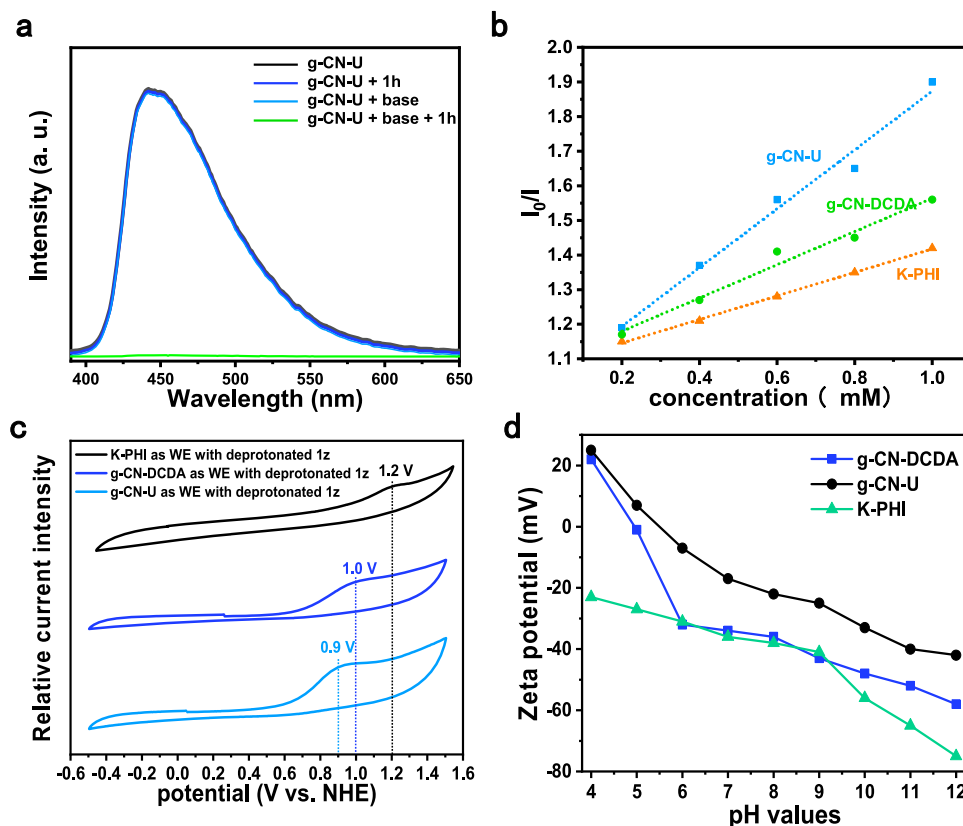 a
g-CN-U
g-CN-U + 1h
g-CN-U + base
g-CN-U + base + 1h
Intensity (a. u.)
400 450 500 550 600 650
Wavelength (nm)
b
2.0
1.9
1.8
1.7
1.6
1.5
1.4
1.3
1.2
1.1
I0/I
g-CN-U
g-CN-DCDA
K-PHI
0.2 0.4 0.6 0.8 1.0
concentration ( mM)
c
K-PHI as WE with deprotonated 1z
g-CN-DCDA as WE with deprotonated 1z
g-CN-U as WE with deprotonated 1z
1.2 V
1.0 V
0.9 V
Relative current intensity
-0.6 -0.4 -0.2 0.0 0.2 0.4 0.6 0.8 1.0 1.2 1.4 1.6
potential (V vs. NHE)
d
g-CN-DCDA
g-CN-U
K-PHI
20
0
-20
-40
-60
-80
Zeta potential (mV)
4 5 6 7 8 9 10 11 12
pH values